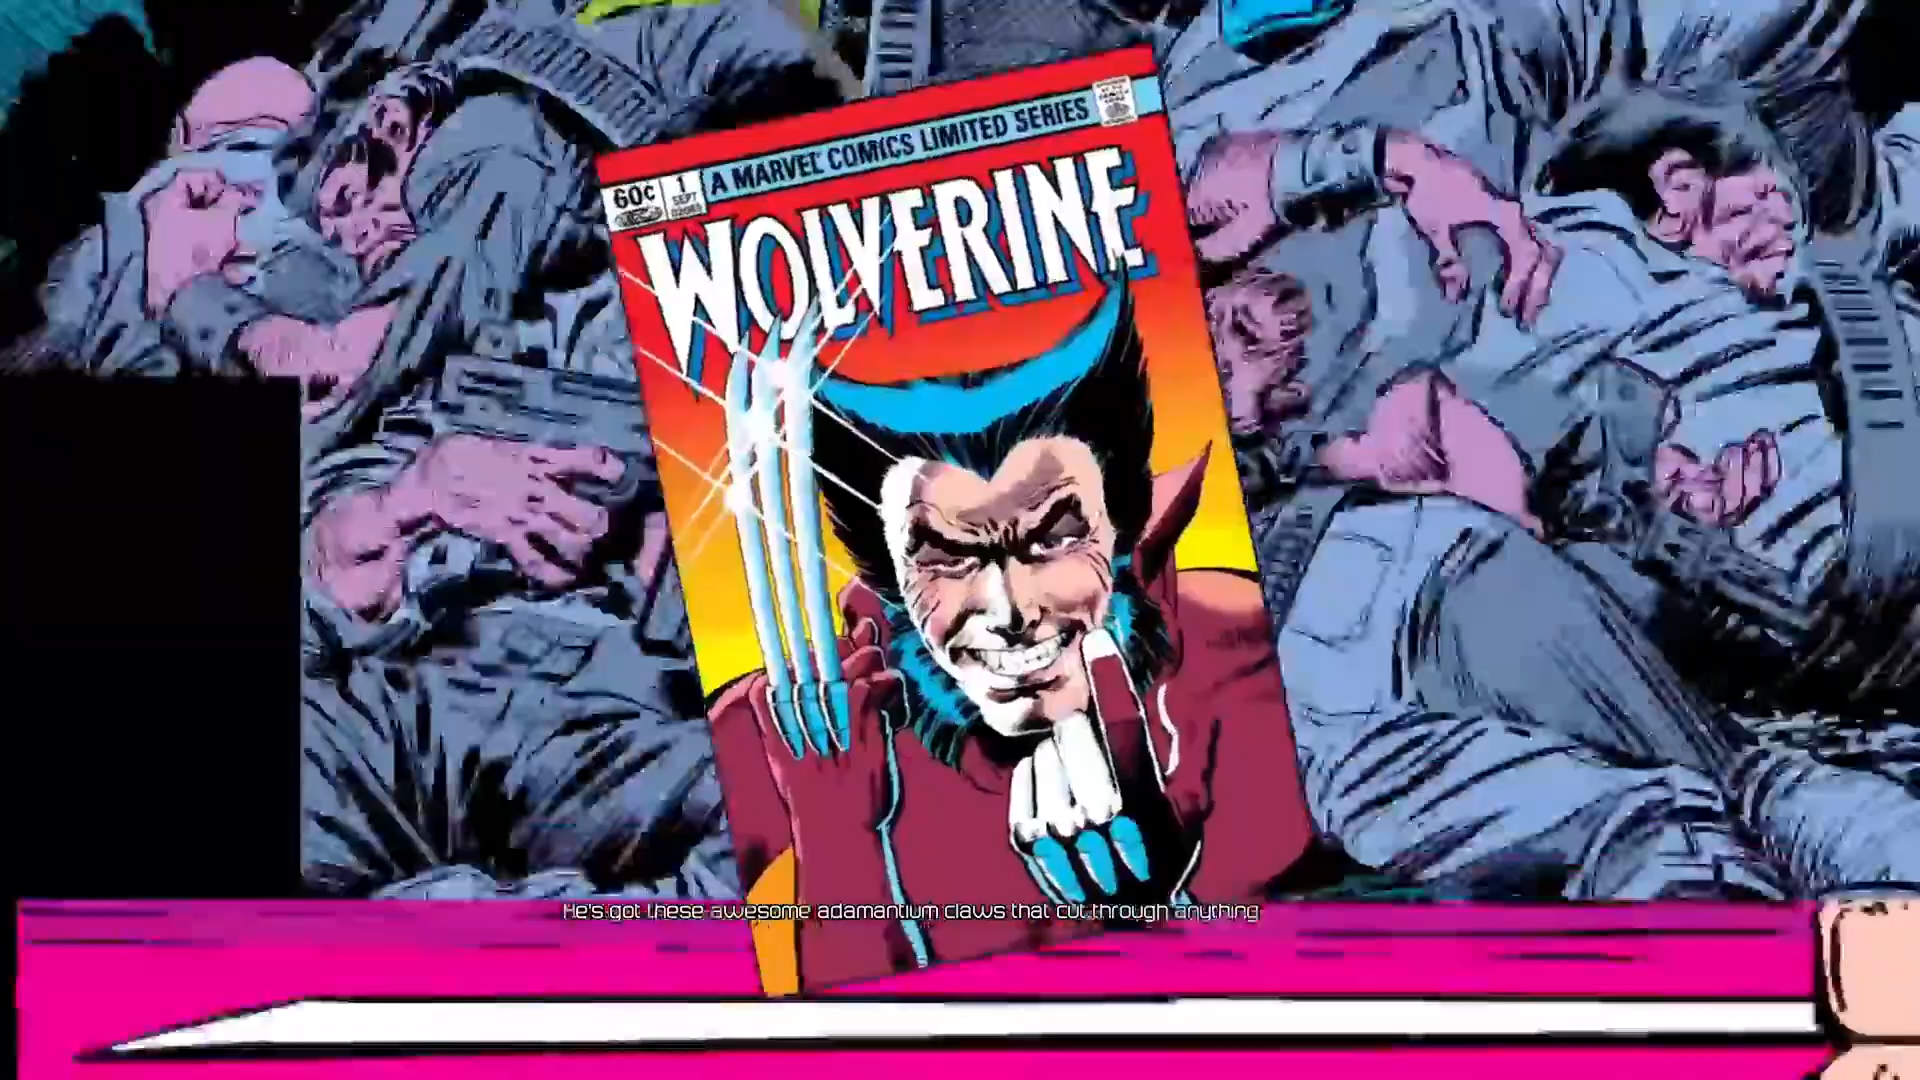 A MARVEL COMICS LIMITED SERIES
60¢
1
SEPT
WOLVERINE
He's got these awesome adamantium claws that cut through anything